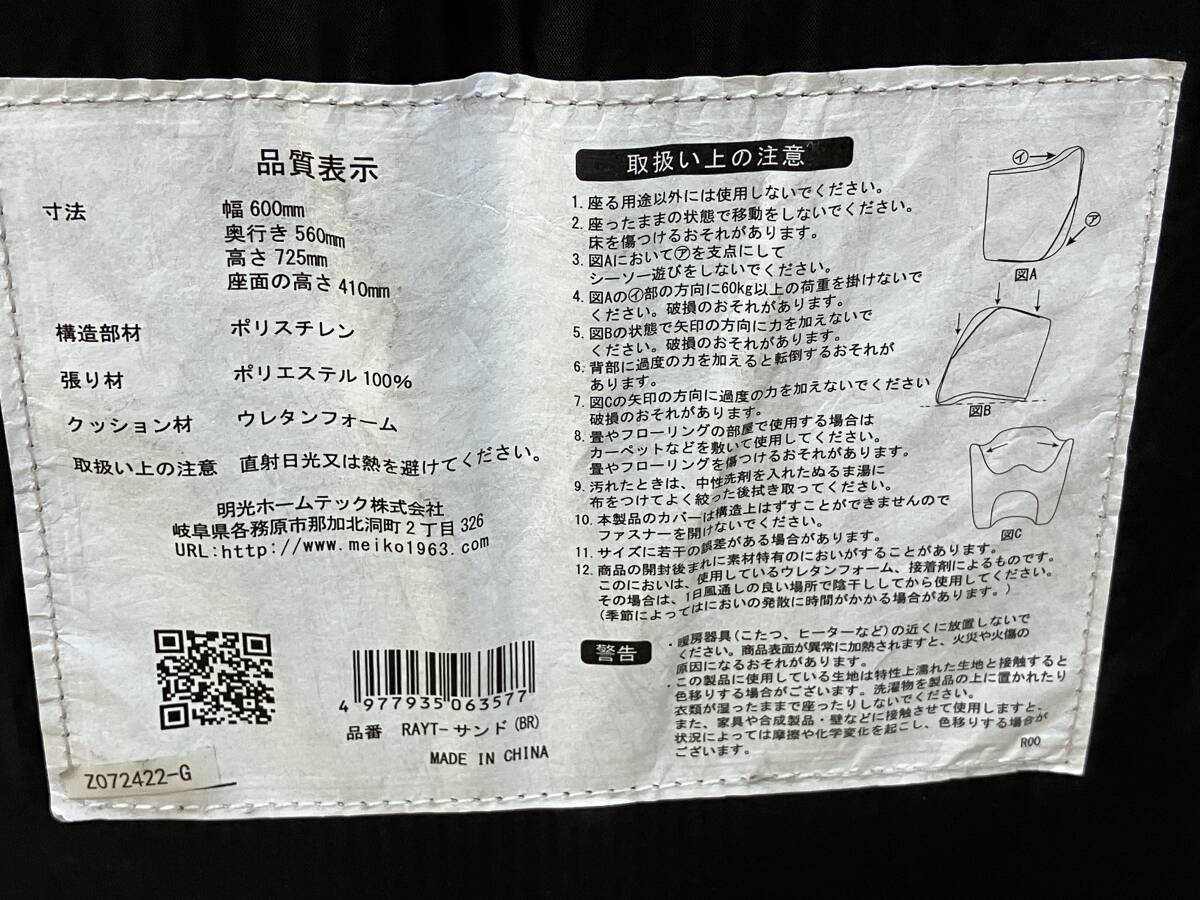 品質表示
寸法 幅 600mm
奥行き 560mm
高さ 725mm
座面の高さ 410mm
構造部材 ポリスチレン
張り材 ポリエステル 100%
クッション材 ウレタンフォーム
取扱い上の注意 直射日光又は熱を避けてください。
明光ホームテック株式会社
岐阜県各務原市那加北洞町2丁目326
URL:http://www.meiko1963.com
4 977935 063577
品番 RAYT-サンド(BR)
MADE IN CHINA
Z072422-G
取扱い上の注意
1. 座る用途以外には使用しないでください。
2. 座ったままの状態で移動をしないでください。
床を傷つけるおそれがあります。
3. 図Aにおいて㋐を支点にして
シーソー遊びをしないでください。
4. 図Aの㋑部の方向に60kg以上の荷重を掛けないで
ください。破損のおそれがあります。
5. 図Bの状態で矢印の方向に力を加えないで
ください。破損のおそれがあります。
6. 背部に過度の力を加えると転倒するおそれが
あります。
7. 図Cの矢印の方向に過度の力を加えないでください
破損のおそれがあります。
8. 畳やフローリングの部屋で使用する場合は
カーペットなどを敷いて使用してください。
畳やフローリングを傷つけるおそれがあります。
9. 汚れたときは、中性洗剤を入れたぬるま湯に
布をつけてよく絞った後拭き取ってください。
10. 本製品のカバーは構造上はずすことができませんので
ファスナーを開けないでください。
11. サイズに若干の誤差がある場合があります。
12. 商品の開封後まれに素材特有のにおいがすることがあります。
このにおいは、使用しているウレタンフォーム、接着剤によるものです。
その場合は、1日風通しの良い場所で陰干ししてから使用してください。
(季節によってはにおいの発散に時間がかかる場合があります。)
㋑
㋐
図A
図B
図C
警告
・暖房器具(こたつ、ヒーターなど)の近くに放置しないで
ください。商品表面が異常に加熱されますと、火災や火傷の
原因になるおそれがあります。
・この製品に使用している生地は特性上濡れた生地と接触すると
色移りする場合がございます。洗濯物を製品の上に置かれたり
衣類が湿ったままで座ったりしないでください。
また、家具や合成製品・壁などに接触させて使用しますと、
状況によっては摩擦や化学変化を起こし、色移りする場合が
ございます。
R00